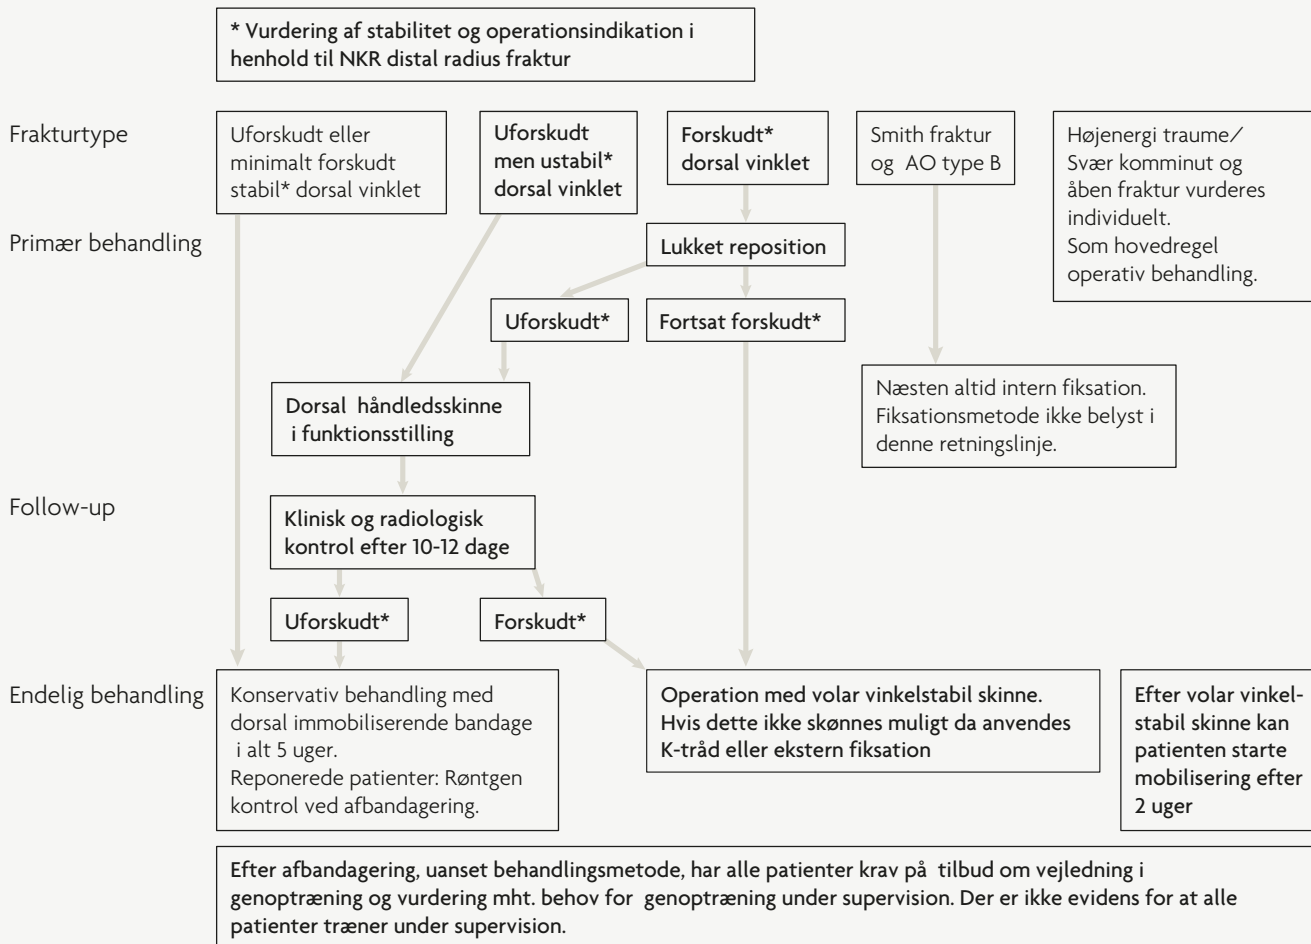 * Vurdering af stabilitet og operationsindikation i
henhold til NKR distal radius fraktur
Frakturtype
Uforskudt eller
minimalt forskudt
stabil* dorsal vinklet
Uforskudt
men ustabil*
dorsal vinklet
Forskudt*
dorsal vinklet
Smith fraktur
og AO type B
Højenergi traume/
Svær komminut og
åben fraktur vurderes
individuelt.
Som hovedregel
operativ behandling.
Primær behandling
Lukket reposition
Uforskudt*
Fortsat forskudt*
Dorsal håndledsskinne
i funktionsstilling
Næsten altid intern fiksation.
Fiksationsmetode ikke belyst i
denne retningslinje.
Follow-up
Klinisk og radiologisk
kontrol efter 10-12 dage
Uforskudt*
Forskudt*
Endelig behandling
Konservativ behandling med
dorsal immobiliserende bandage
i alt 5 uger.
Reponerede patienter: Røntgen
kontrol ved afbandagering.
Operation med volar vinkelstabil skinne.
Hvis dette ikke skønnes muligt da anvendes
K-tråd eller ekstern fiksation
Efter volar vinkel-
stabil skinne kan
patienten starte
mobilisering efter
2 uger
Efter afbandagering, uanset behandlingsmetode, har alle patienter krav på tilbud om vejledning i
genoptræning og vurdering mht. behov for genoptræning under supervision. Der er ikke evidens for at alle
patienter træner under supervision.